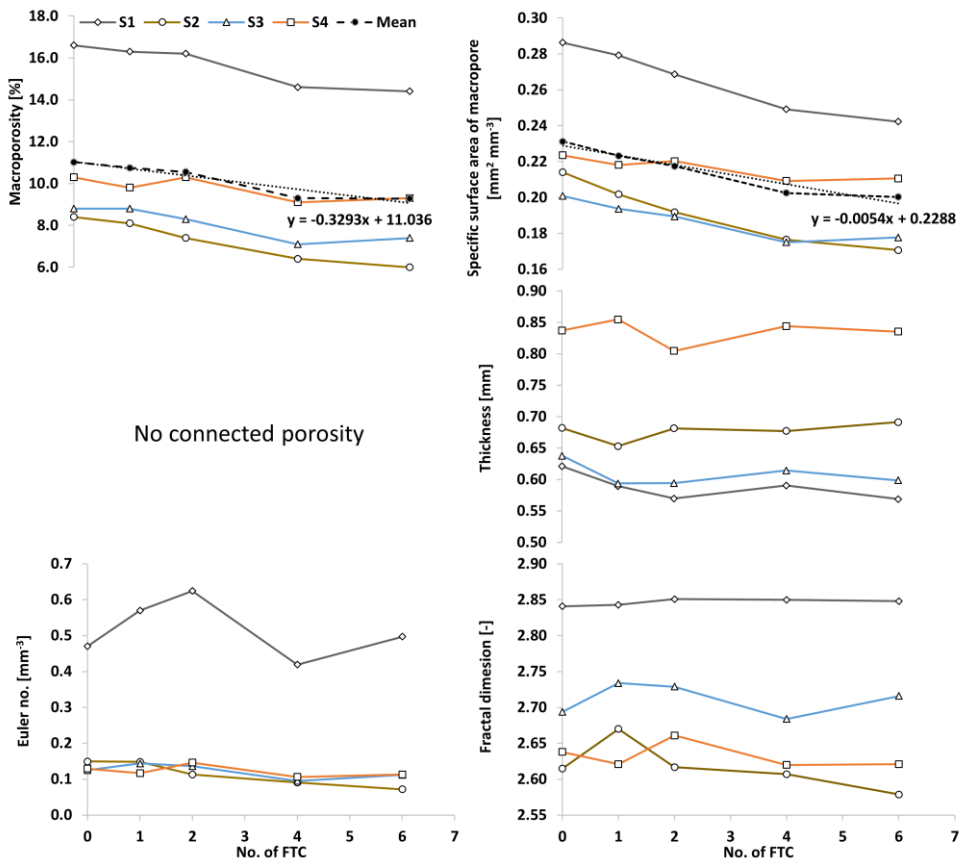 S1 S2 S3 S4 Mean
Macroporosity [%]
18.0
16.0
14.0
12.0
10.0
8.0
6.0
y = -0.3293x + 11.036
Specific surface area of macropore
[mm² mm⁻³]
0.30
0.28
0.26
0.24
0.22
0.20
0.18
0.16
y = -0.0054x + 0.2288
No connected porosity
Thickness [mm]
0.90
0.85
0.80
0.75
0.70
0.65
0.60
0.55
0.50
Euler no. [mm⁻³]
0.7
0.6
0.5
0.4
0.3
0.2
0.1
0.0
0 1 2 3 4 5 6 7
No. of FTC
Fractal dimesion [-]
2.90
2.85
2.80
2.75
2.70
2.65
2.60
2.55
0 1 2 3 4 5 6 7
No. of FTC